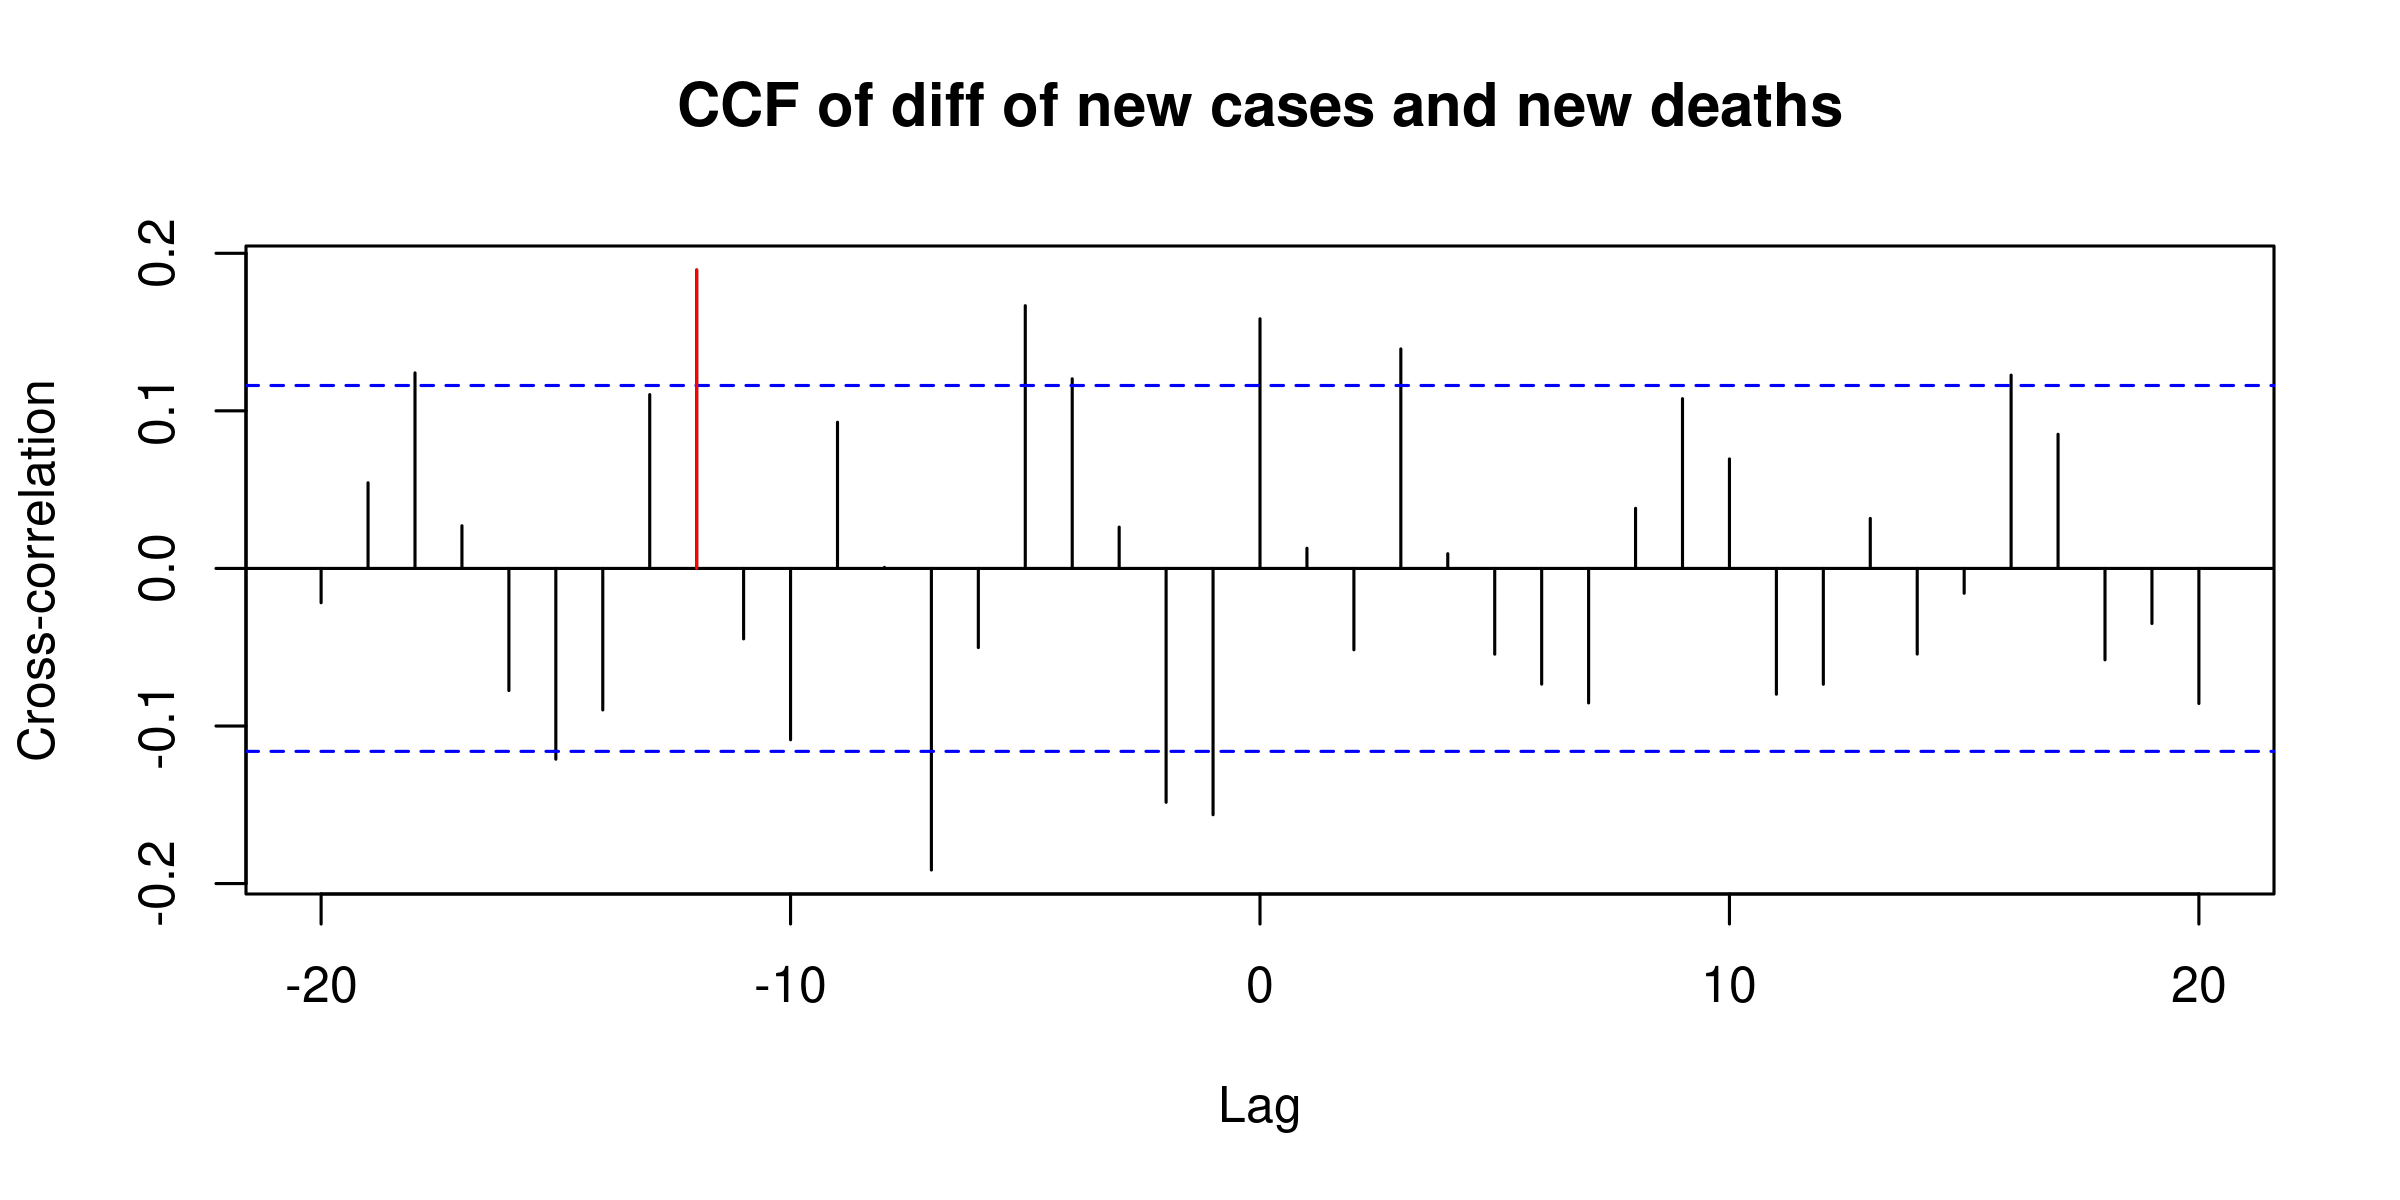 CCF of diff of new cases and new deaths
Cross-correlation
0.2
0.1
0.0
-0.1
-0.2
-20 -10 0 10 20
Lag